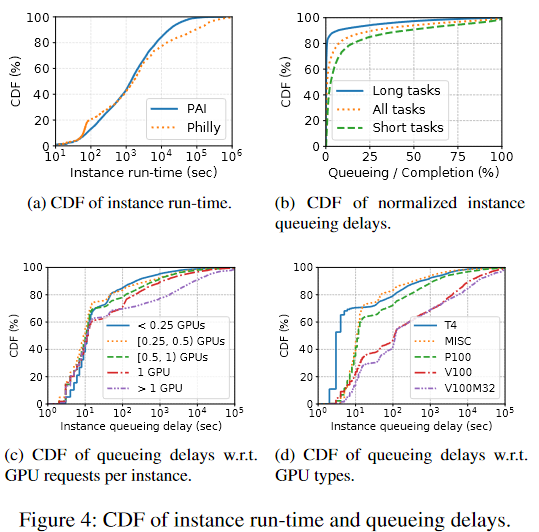 100
80
60
40
20
0
CDF (%)
PAI
Philly
10¹ 10² 10³ 10⁴ 10⁵ 10⁶
Instance run-time (sec)
(a) CDF of instance run-time.
100
80
60
40
20
0
CDF (%)
Long tasks
All tasks
Short tasks
0 25 50 75 100
Queueing / Completion (%)
(b) CDF of normalized instance
queueing delays.
100
80
60
40
20
0
CDF (%)
< 0.25 GPUs
[0.25, 0.5) GPUs
[0.5, 1) GPUs
1 GPU
> 1 GPU
10⁰ 10¹ 10² 10³ 10⁴ 10⁵
Instance queueing delay (sec)
(c) CDF of queueing delays w.r.t.
GPU requests per instance.
100
80
60
40
20
0
CDF (%)
T4
MISC
P100
V100
V100M32
10⁰ 10¹ 10² 10³ 10⁴ 10⁵
Instance queueing delay (sec)
(d) CDF of queueing delays w.r.t.
GPU types.
Figure 4: CDF of instance run-time and queueing delays.